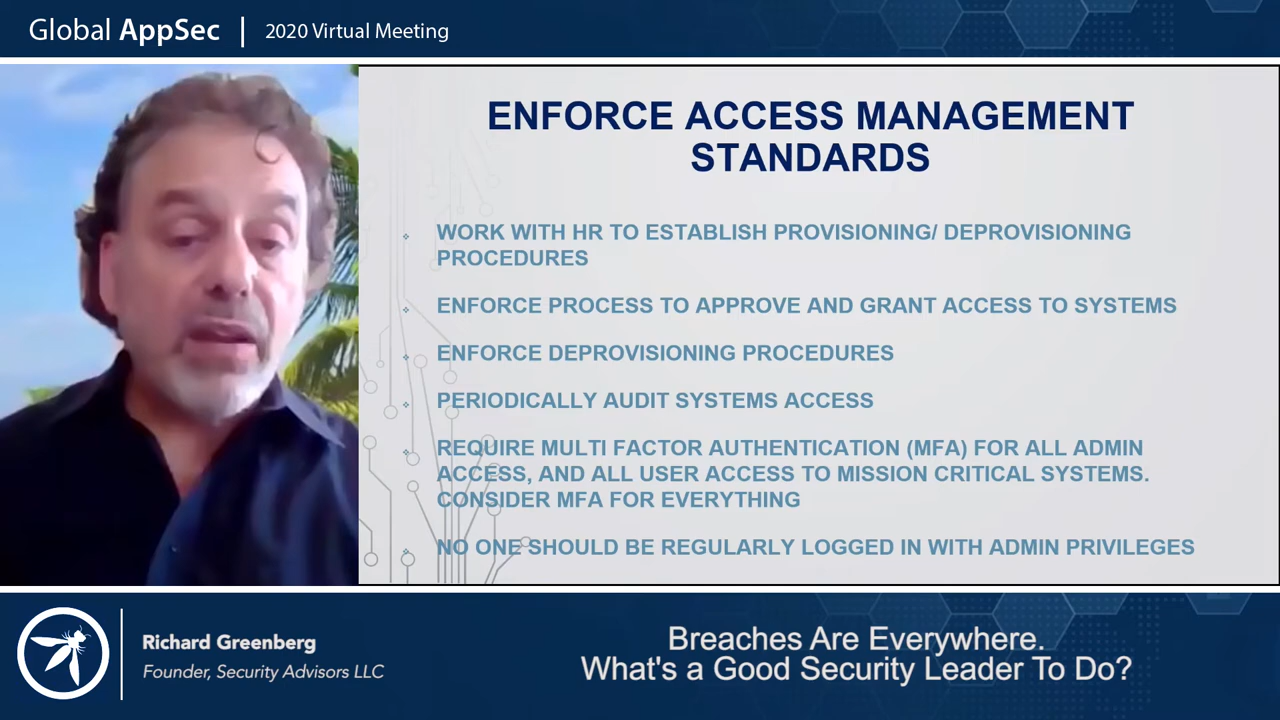 Global AppSec | 2020 Virtual Meeting
ENFORCE ACCESS MANAGEMENT
STANDARDS
WORK WITH HR TO ESTABLISH PROVISIONING/ DEPROVISIONING
PROCEDURES
ENFORCE PROCESS TO APPROVE AND GRANT ACCESS TO SYSTEMS
ENFORCE DEPROVISIONING PROCEDURES
PERIODICALLY AUDIT SYSTEMS ACCESS
REQUIRE MULTI FACTOR AUTHENTICATION (MFA) FOR ALL ADMIN
ACCESS, AND ALL USER ACCESS TO MISSION CRITICAL SYSTEMS.
CONSIDER MFA FOR EVERYTHING
NO ONE SHOULD BE REGULARLY LOGGED IN WITH ADMIN PRIVILEGES
Richard Greenberg
Founder, Security Advisors LLC
Breaches Are Everywhere.
What's a Good Security Leader To Do?